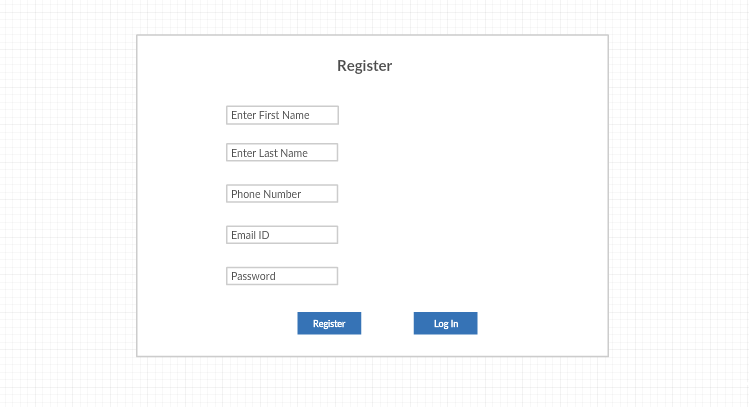 Register
Enter First Name
Enter Last Name
Phone Number
Email ID
Password
Register
Log In